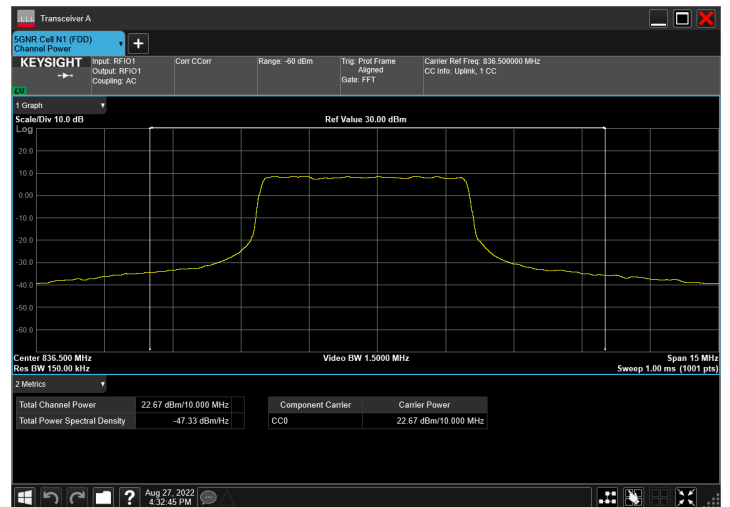 Transceiver A
5GNR Cell N1 (FDD)
Channel Power
KEYSIGHT
LXI
Input: RFIO1
Output: RFIO1
Coupling: AC
Corr CCorr
Range: -60 dBm
Trig: Prot Frame
Aligned
Gate: FFT
Carrier Ref Freq: 836.500000 MHz
CC Info: Uplink, 1 CC
1 Graph
Scale/Div 10.0 dB
Ref Value 30.00 dBm
Log
20.0
10.0
0.00
-10.0
-20.0
-30.0
-40.0
-50.0
-60.0
Center 836.500 MHz
Video BW 1.5000 MHz
Span 15 MHz
Res BW 150.00 kHz
Sweep 1.00 ms (1001 pts)
2 Metrics
Total Channel Power 22.67 dBm/10.000 MHz
Total Power Spectral Density -47.33 dBm/Hz
Component Carrier Carrier Power
CC0 22.67 dBm/10.000 MHz
Aug 27, 2022
4:32:45 PM